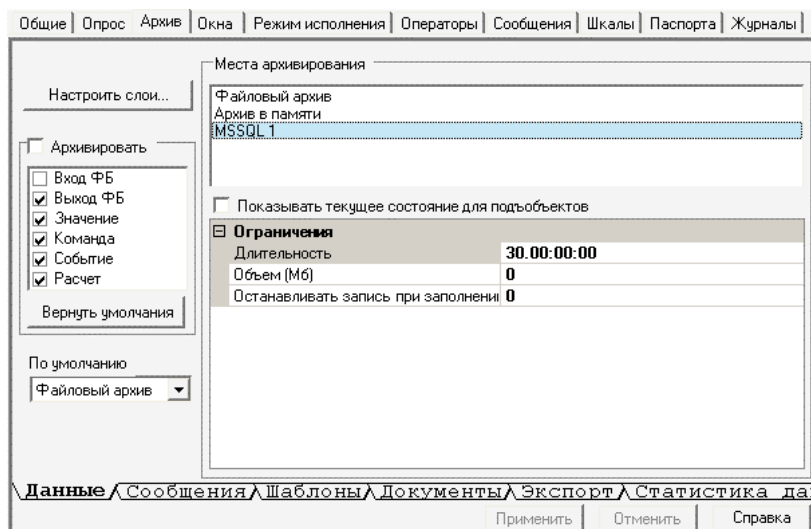 Общие Опрос Архив Окна Режим исполнения Операторы Сообщения Шкалы Паспорта Журналы
Настроить слои...
Архивировать
Вход ФБ
Выход ФБ
Значение
Команда
Событие
Расчет
Вернуть умолчания
По умолчанию
Файловый архив
Места архивирования
Файловый архив
Архив в памяти
MSSQL 1
Показывать текущее состояние для подъобъектов
Ограничения
Длительность 30.00:00:00
Объем (Мб) 0
Останавливать запись при заполнени 0
Данные Сообщения Шаблоны Документы Экспорт Статистика да
Применить Отменить Справка